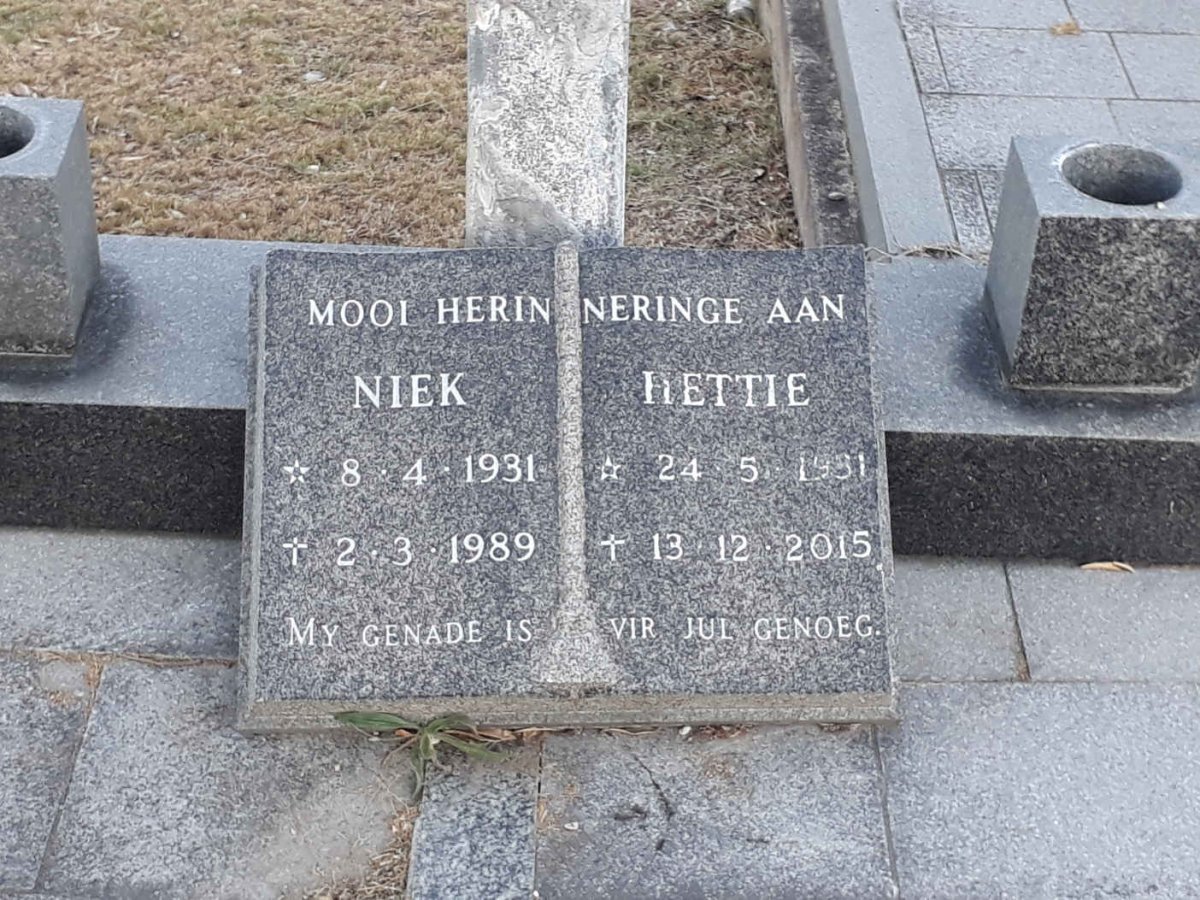 MOOI HERINNERINGE AAN
NIEK HETTIE
☆ 8·4·1931 ☆ 24·5·1931
† 2·3·1989 † 13·12·2015
MY GENADE IS VIR JUL GENOEG.